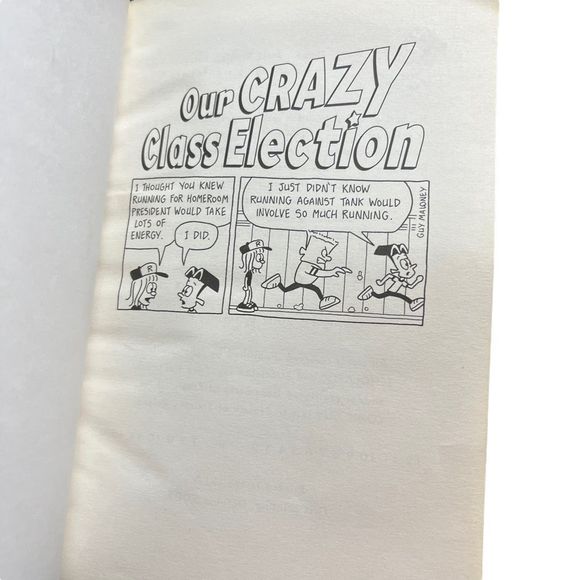 Our CRAZY
Class Election
I THOUGHT YOU KNEW
RUNNING FOR HOMEROOM
PRESIDENT WOULD TAKE
LOTS OF
ENERGY.
I DID.
R
I JUST DIDN'T KNOW
RUNNING AGAINST TANK WOULD
INVOLVE SO MUCH RUNNING.
GUY MALONEY